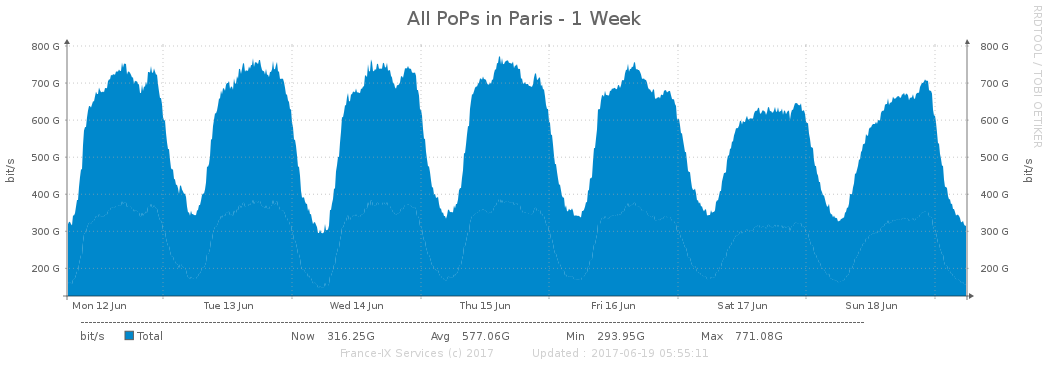 All PoPs in Paris - 1 Week
RRDTOOL / TOBI OETIKER
800 G 800 G
700 G 700 G
600 G 600 G
500 G 500 G
bit/s bit/s
400 G 400 G
300 G 300 G
200 G 200 G
Mon 12 Jun Tue 13 Jun Wed 14 Jun Thu 15 Jun Fri 16 Jun Sat 17 Jun Sun 18 Jun
bit/s Total Now 316.25G Avg 577.06G Min 293.95G Max 771.08G
France-IX Services (c) 2017 Updated : 2017-06-19 05:55:11